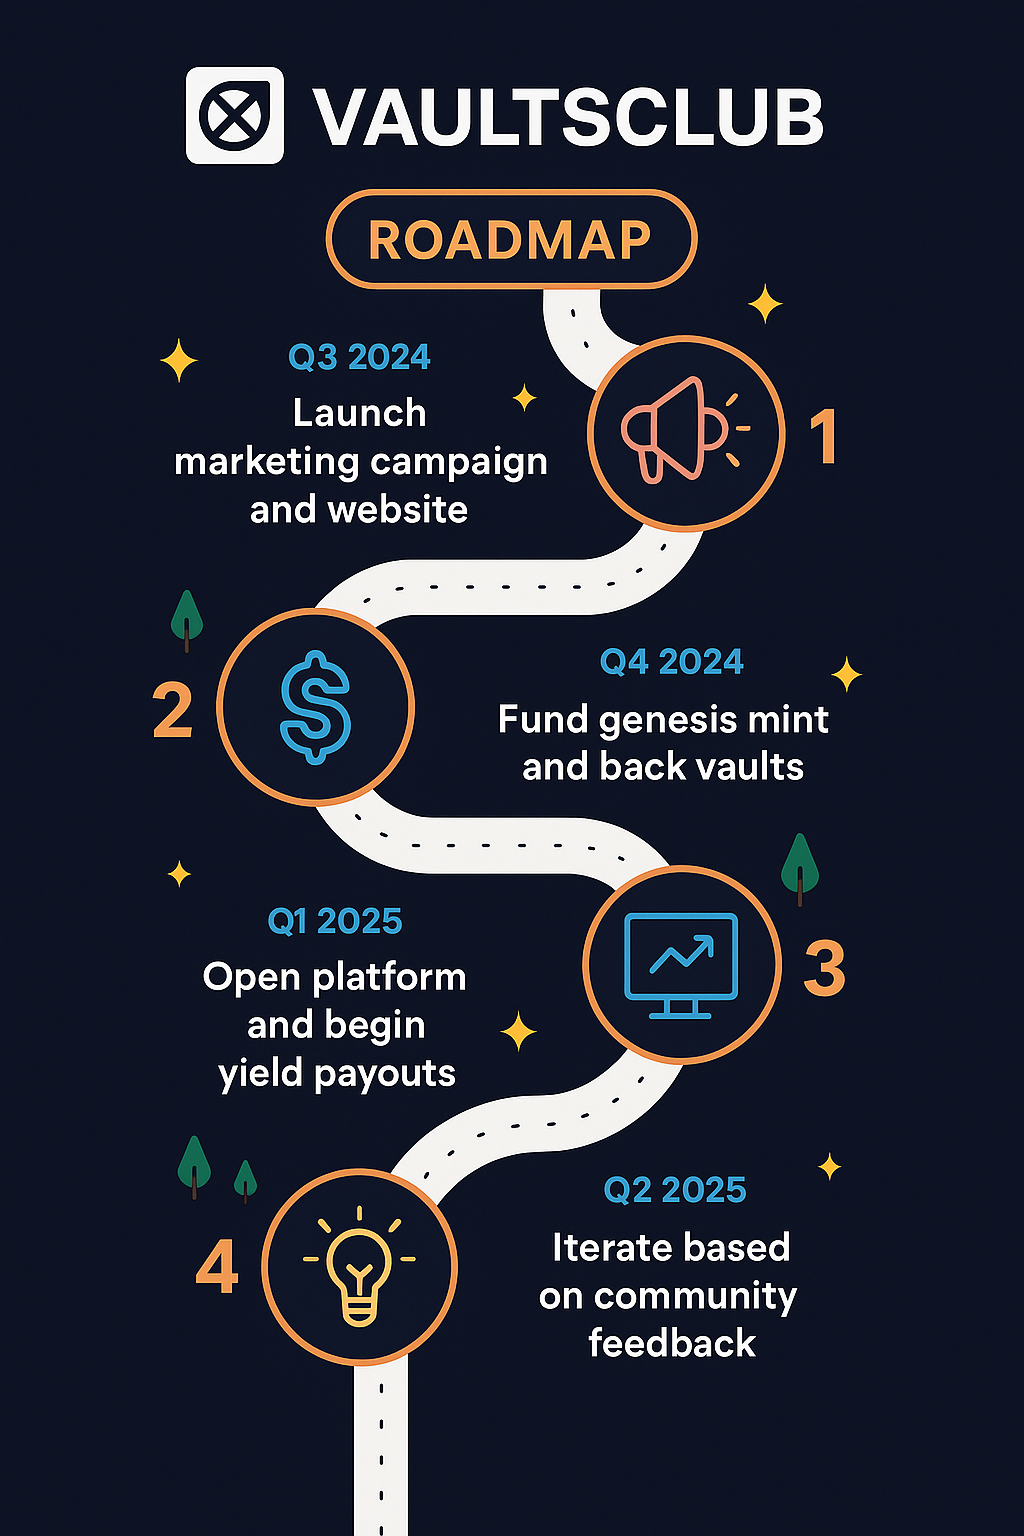 VAULTSCLUB
ROADMAP
Q3 2024
Launch
marketing campaign
and website
1
2
Q4 2024
Fund genesis mint
and back vaults
Q1 2025
Open platform
and begin
yield payouts
3
4
Q2 2025
Iterate based
on community
feedback